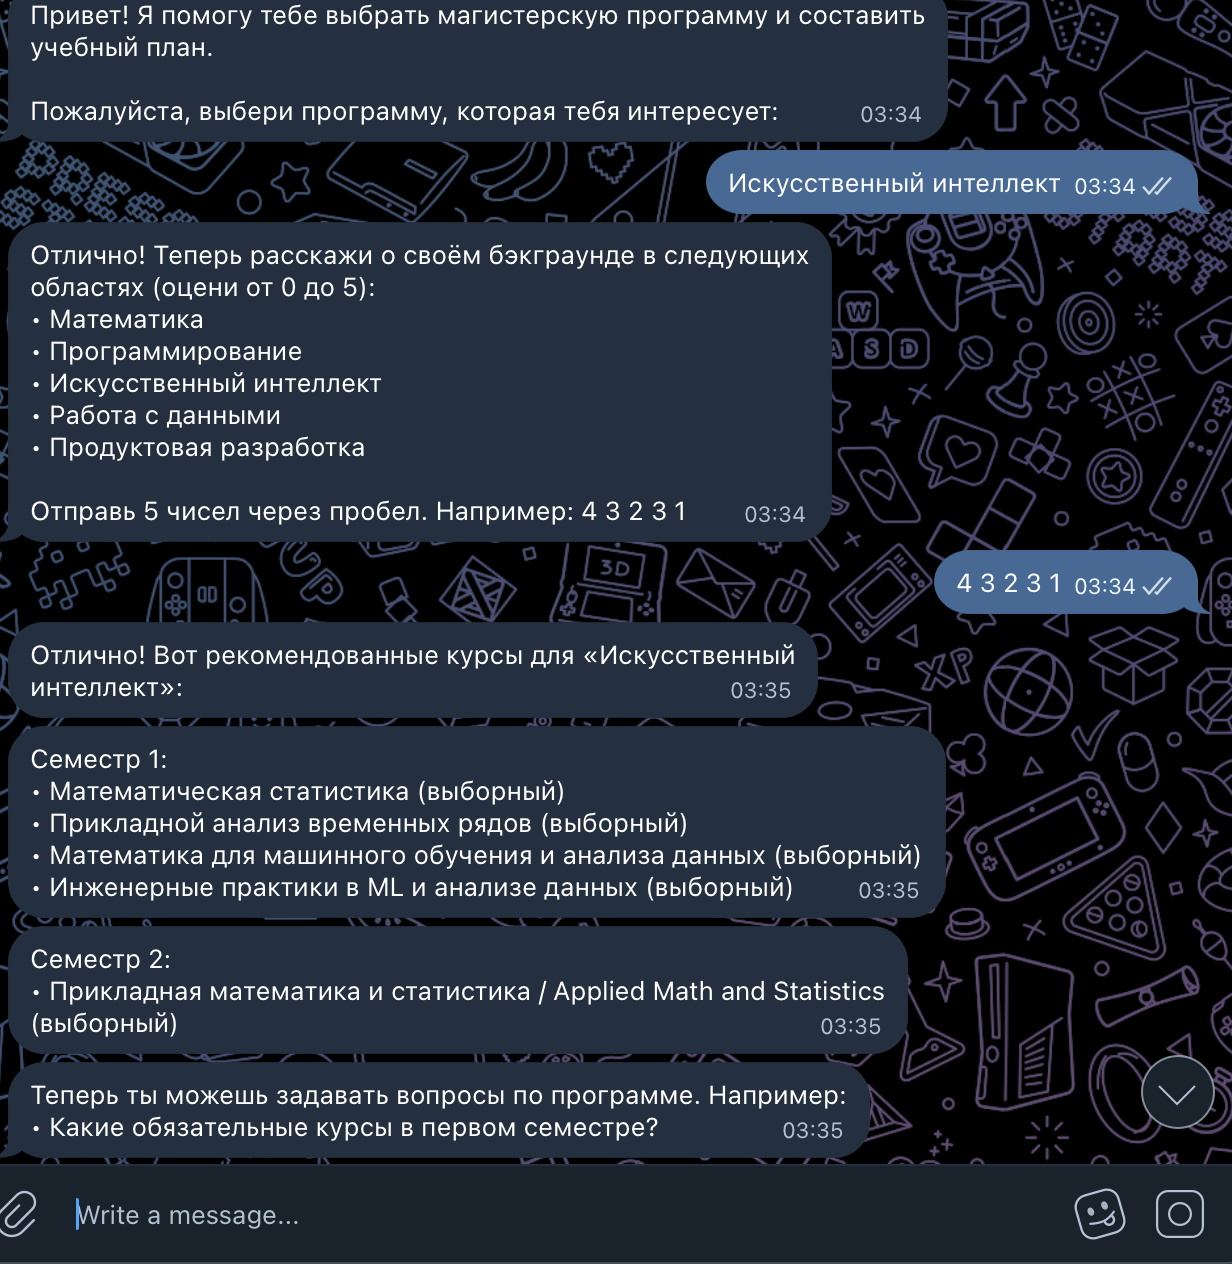 Привет! Я помогу тебе выбрать магистерскую программу и составить
учебный план.
Пожалуйста, выбери программу, которая тебя интересует:
03:34
Искусственный интеллект 03:34
Отлично! Теперь расскажи о своём бэкграунде в следующих
областях (оцени от 0 до 5):
• Математика
• Программирование
• Искусственный интеллект
• Работа с данными
• Продуктовая разработка
Отправь 5 чисел через пробел. Например: 4 3 2 3 1
03:34
4 3 2 3 1 03:34
Отлично! Вот рекомендованные курсы для «Искусственный
интеллект»:
03:35
Семестр 1:
• Математическая статистика (выборный)
• Прикладной анализ временных рядов (выборный)
• Математика для машинного обучения и анализа данных (выборный)
• Инженерные практики в ML и анализе данных (выборный)
03:35
Семестр 2:
• Прикладная математика и статистика / Applied Math and Statistics
(выборный)
03:35
Теперь ты можешь задавать вопросы по программе. Например:
• Какие обязательные курсы в первом семестре?
03:35
Write a message...
W
A S D
UP
3D
XP